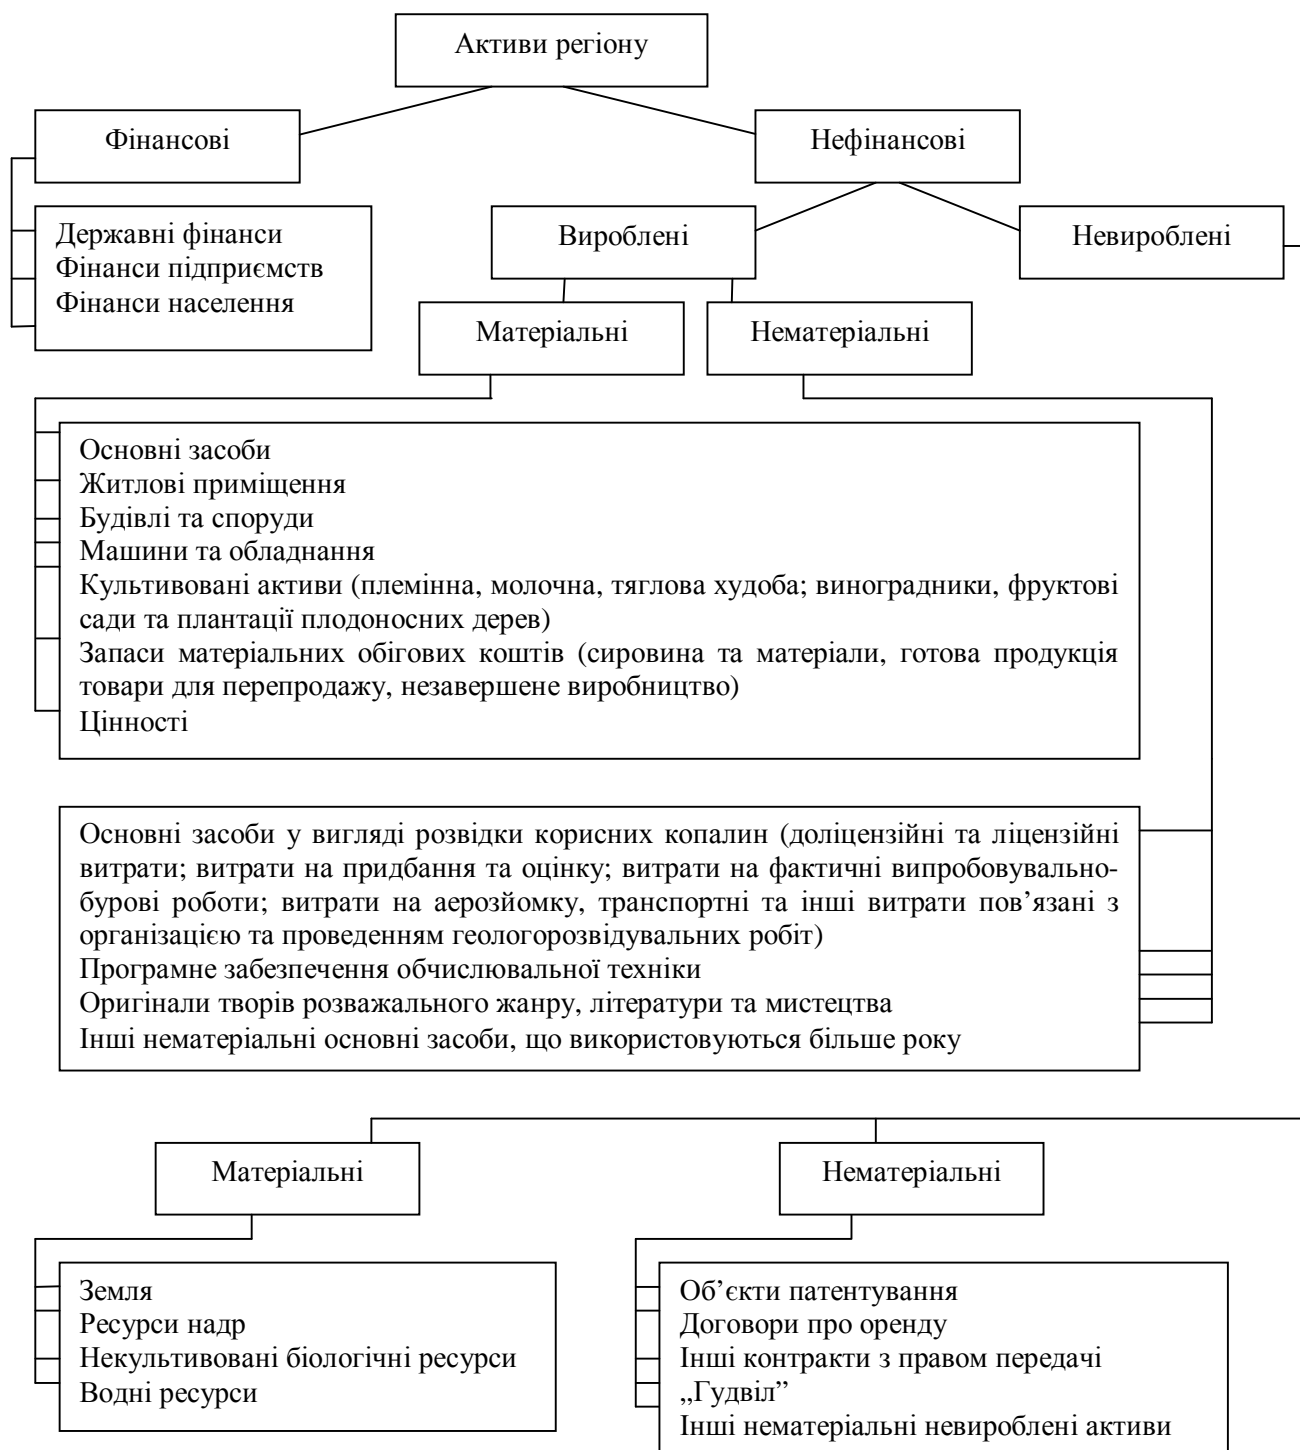 Активи регіону
Фінансові
Нефінансові
Державні фінанси
Фінанси підприємств
Фінанси населення
Вироблені
Невироблені
Матеріальні
Нематеріальні
Основні засоби
Житлові приміщення
Будівлі та споруди
Машини та обладнання
Культивовані активи (племінна, молочна, тяглова худоба; виноградники, фруктові
сади та плантації плодоносних дерев)
Запаси матеріальних обігових коштів (сировина та матеріали, готова продукція
товари для перепродажу, незавершене виробництво)
Цінності
Основні засоби у вигляді розвідки корисних копалин (доліцензійні та ліцензійні
витрати; витрати на придбання та оцінку; витрати на фактичні випробовувально-
бурові роботи; витрати на аерозйомку, транспортні та інші витрати пов’язані з
організацією та проведенням геологорозвідувальних робіт)
Програмне забезпечення обчислювальної техніки
Оригінали творів розважального жанру, літератури та мистецтва
Інші нематеріальні основні засоби, що використовуються більше року
Матеріальні
Нематеріальні
Земля
Ресурси надр
Некультивовані біологічні ресурси
Водні ресурси
Об’єкти патентування
Договори про оренду
Інші контракти з правом передачі
„Гудвіл”
Інші нематеріальні невироблені активи